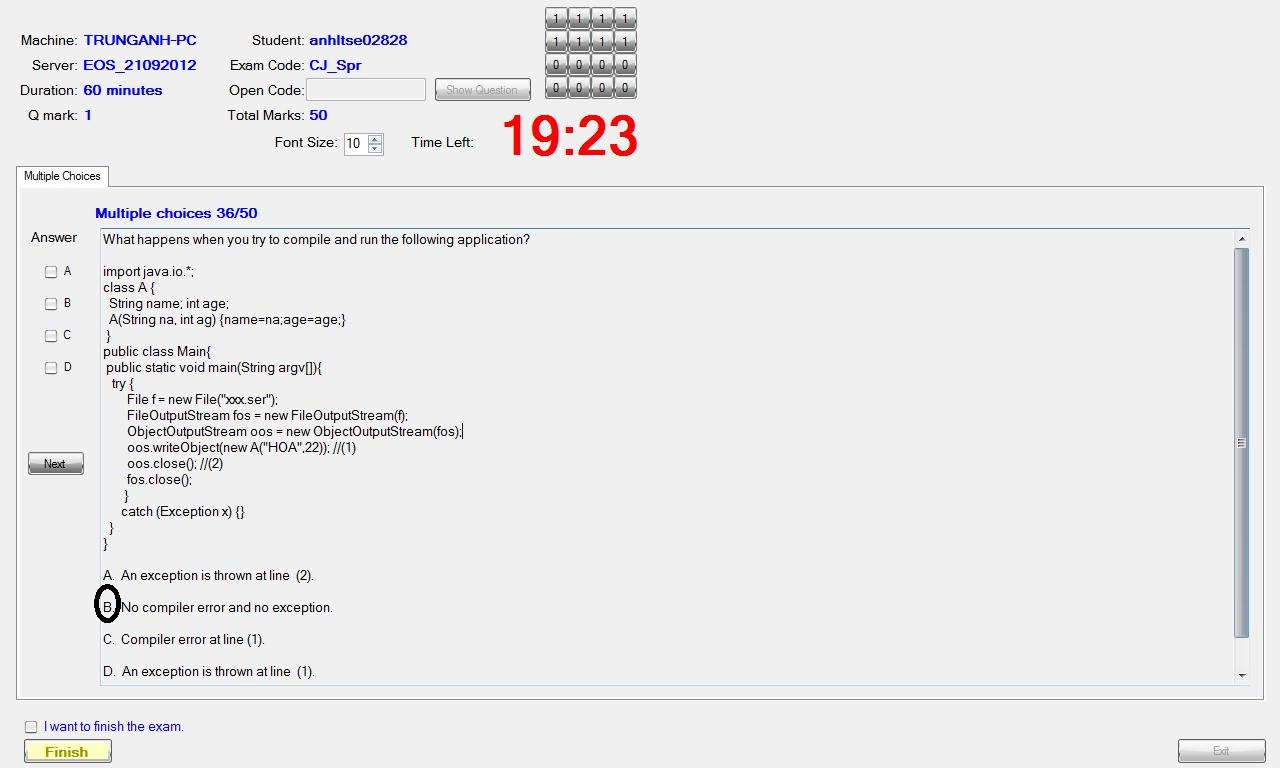 Machine: TRUNGANH-PC Student: anhltse02828
Server: EOS_21092012 Exam Code: CJ_Spr
Duration: 60 minutes Open Code: Show Question
Q mark: 1 Total Marks: 50
Font Size: 10 Time Left: 19:23
1 1 1 1
1 1 1 1
0 0 0 0
0 0 0 0
Multiple Choices
Multiple choices 36/50
Answer
A
B
C
D
Next
What happens when you try to compile and run the following application?
import java.io.*;
class A {
String name; int age;
A(String na, int ag) {name=na;age=age;}
}
public class Main{
public static void main(String argv[]){
try {
File f = new File("xxx.ser");
FileOutputStream fos = new FileOutputStream(f);
ObjectOutputStream oos = new ObjectOutputStream(fos);
oos.writeObject(new A("HOA",22)); //(1)
oos.close(); //(2)
fos.close();
}
catch (Exception x) {}
}
}
A. An exception is thrown at line (2).
B. No compiler error and no exception.
C. Compiler error at line (1).
D. An exception is thrown at line (1).
I want to finish the exam.
Finish
Exit